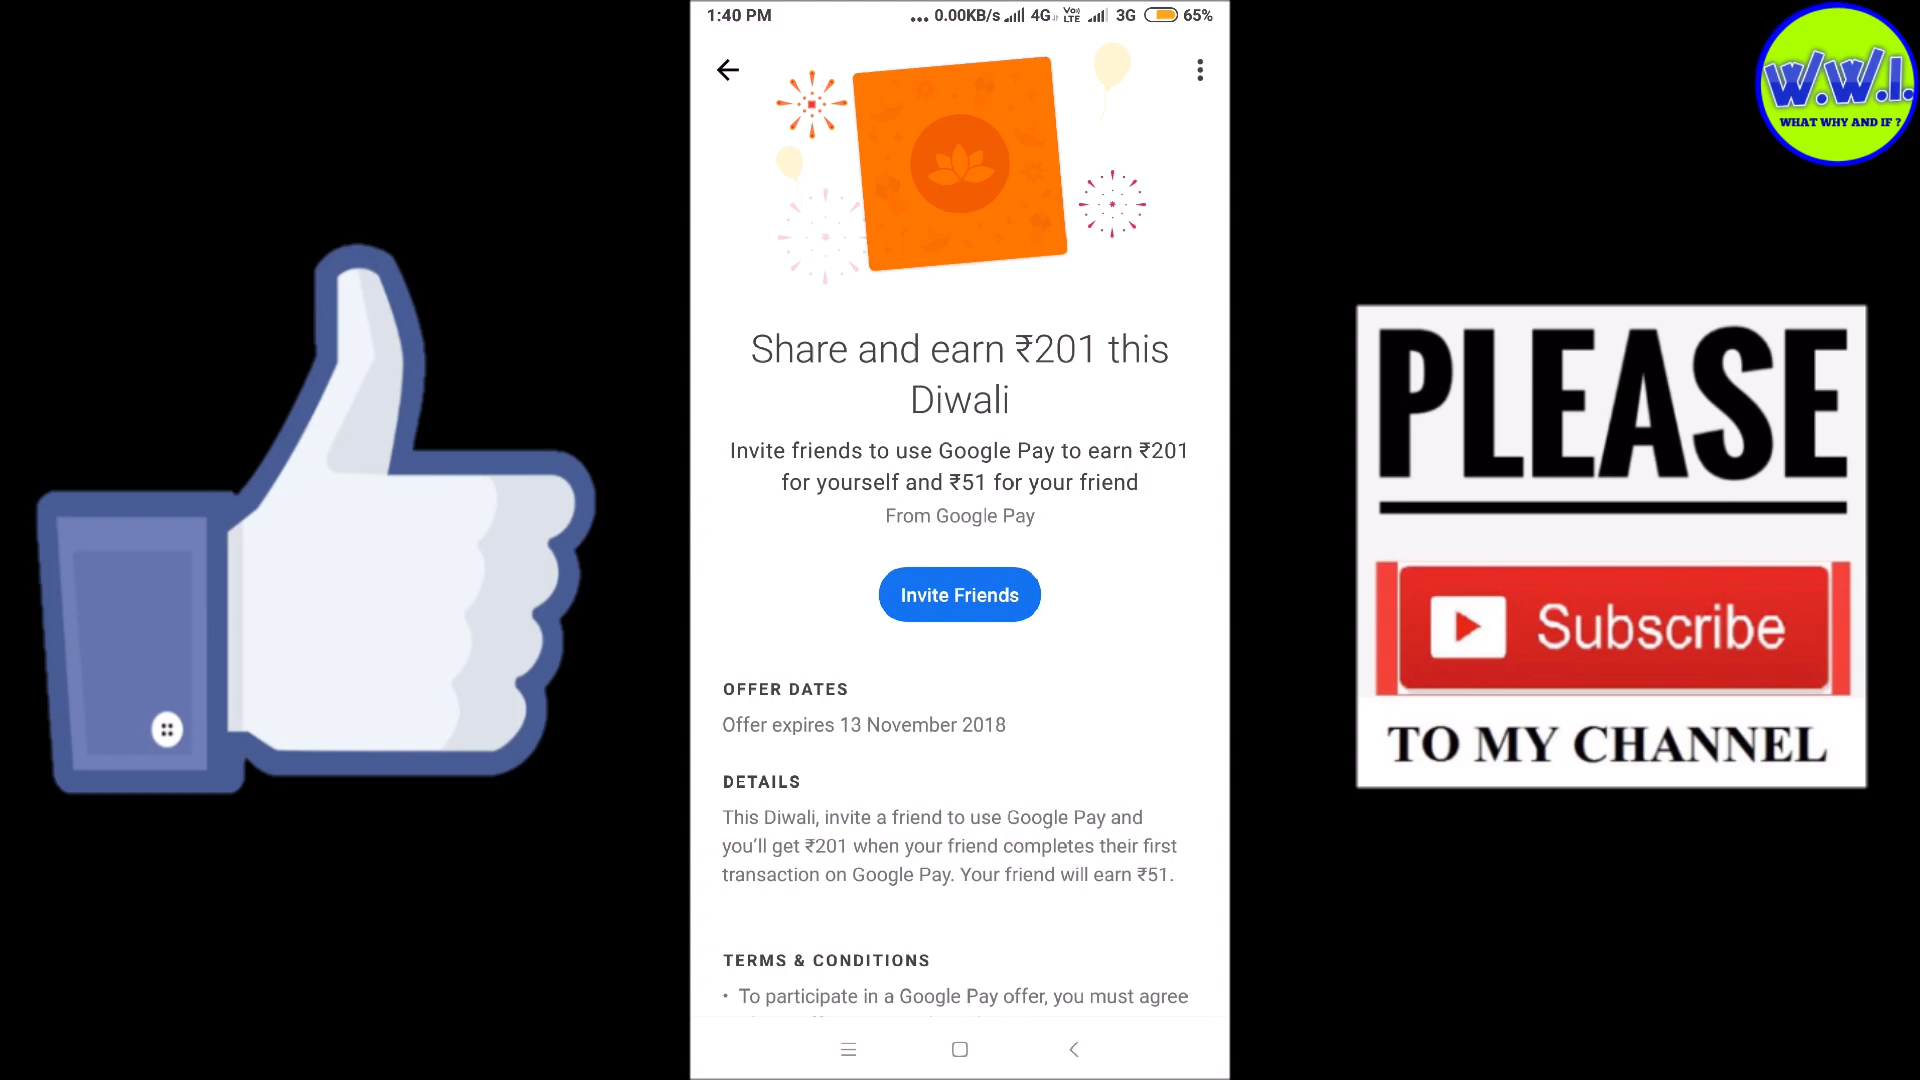 1:40 PM
... 0.00KB/s 4G VoLTE 3G 65%
W.W.I.
WHAT WHY AND IF ?
Share and earn ₹201 this
Diwali
Invite friends to use Google Pay to earn ₹201
for yourself and ₹51 for your friend
From Google Pay
Invite Friends
OFFER DATES
Offer expires 13 November 2018
DETAILS
This Diwali, invite a friend to use Google Pay and
you’ll get ₹201 when your friend completes their first
transaction on Google Pay. Your friend will earn ₹51.
TERMS & CONDITIONS
• To participate in a Google Pay offer, you must agree
PLEASE
Subscribe
TO MY CHANNEL